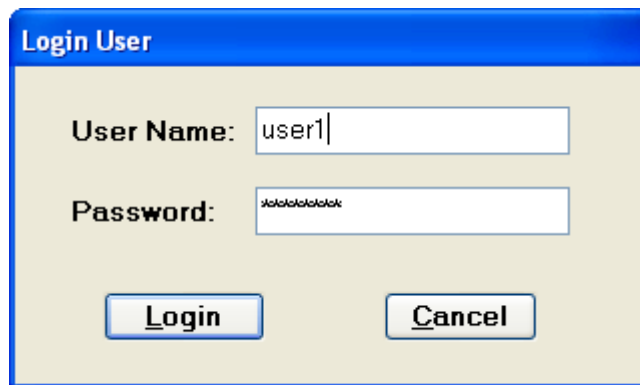 Login User
User Name: user1
Password: *********
Login Cancel